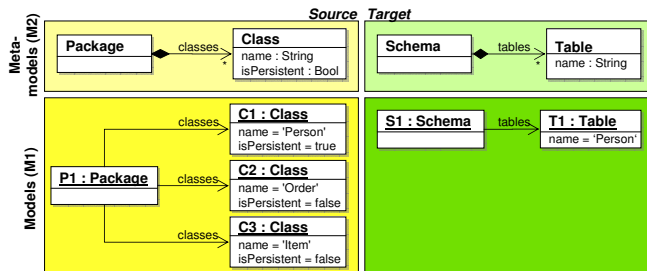 Source Target
Meta-
models (M2)
Package
classes
*
Class
name : String
isPersistent : Bool
Schema
tables
*
Table
name : String
Models (M1)
P1 : Package
classes
C1 : Class
name = 'Person'
isPersistent = true
classes
C2 : Class
name = 'Order'
isPersistent = false
classes
C3 : Class
name = 'Item'
isPersistent = false
S1 : Schema
tables
T1 : Table
name = 'Person'